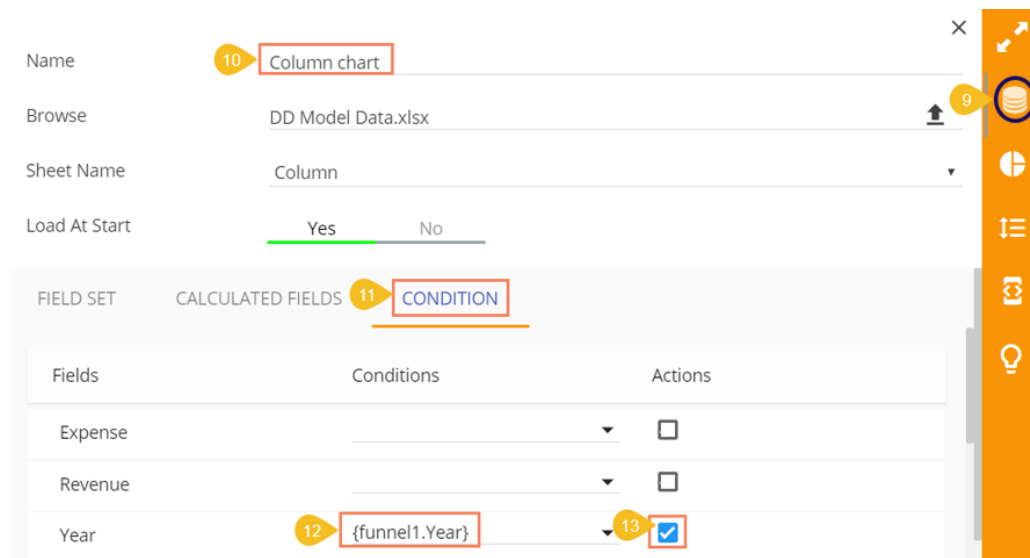 Name 10 Column chart
9
Browse DD Model Data.xlsx
Sheet Name Column
Load At Start Yes No
FIELD SET CALCULATED FIELDS 11 CONDITION
Fields Conditions Actions
Expense
Revenue
Year 12 {funnel1.Year} 13